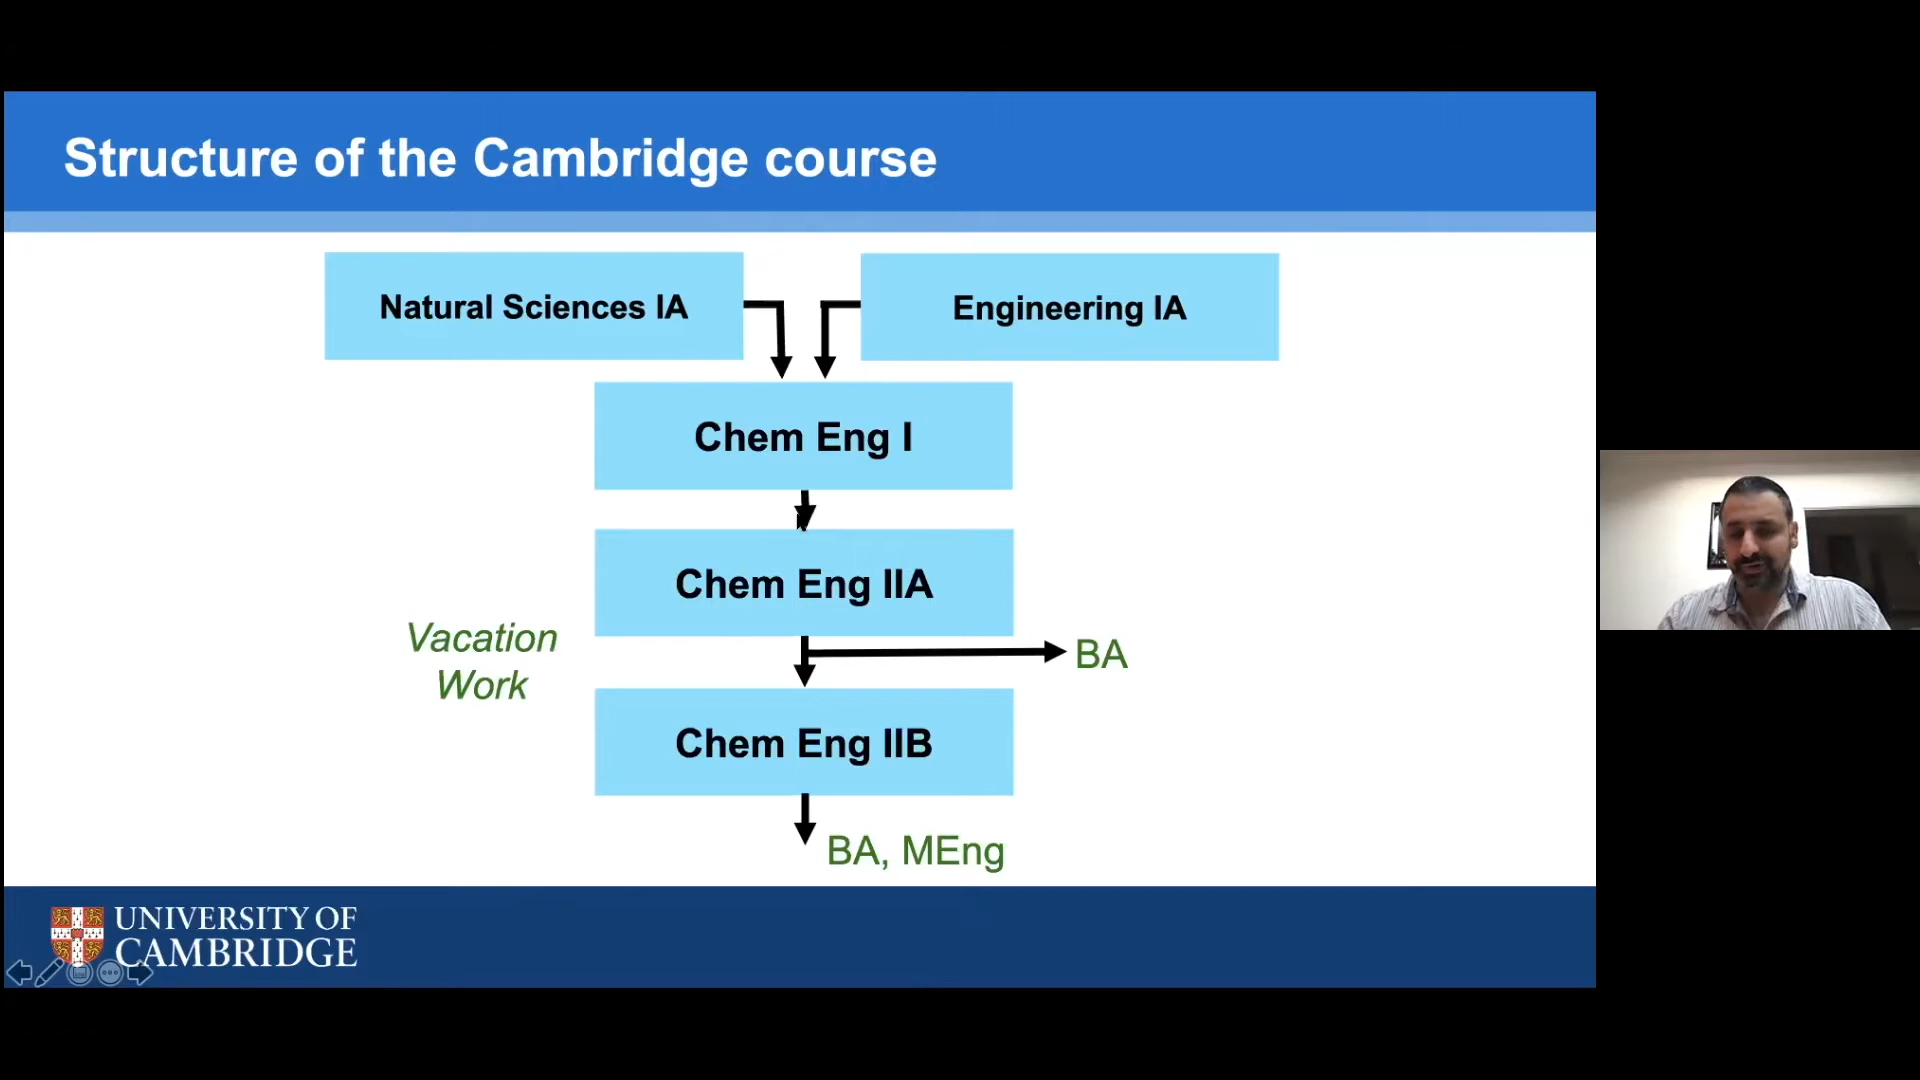 Structure of the Cambridge course
Natural Sciences IA
Engineering IA
Chem Eng I
Chem Eng IIA
Vacation
Work
BA
Chem Eng IIB
BA, MEng
UNIVERSITY OF
CAMBRIDGE